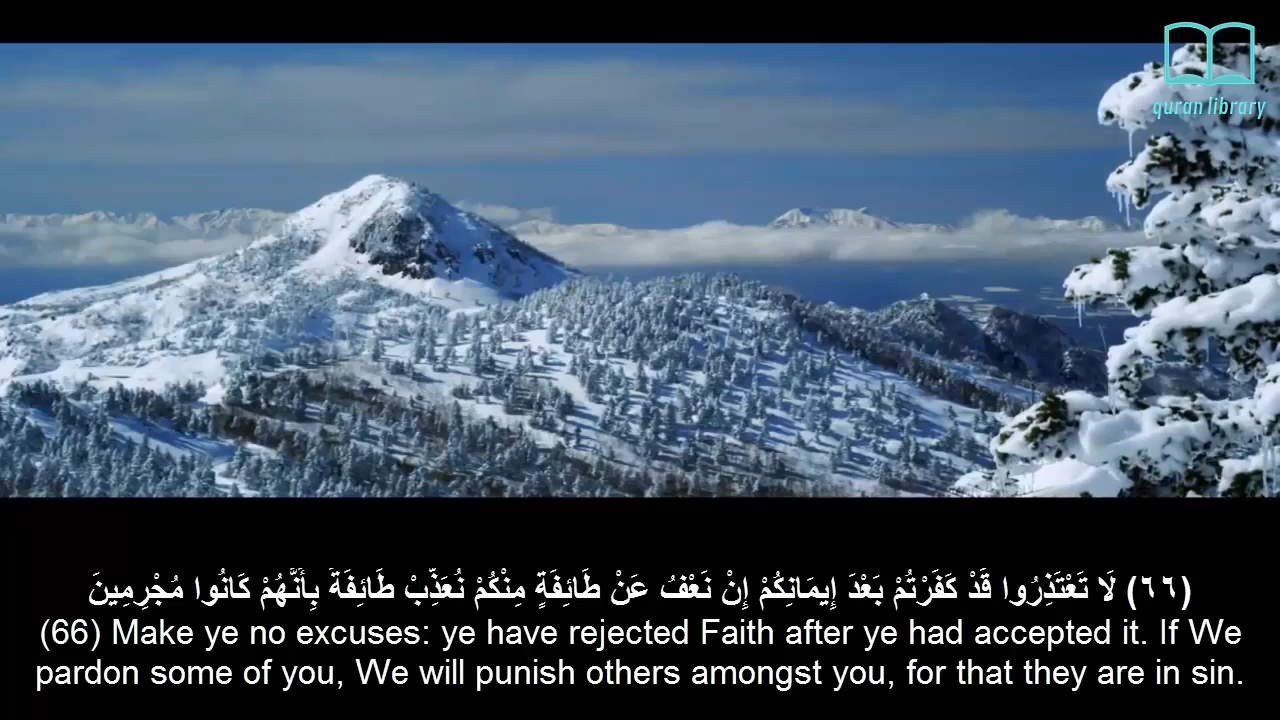 quran library
(٦٦) لَا تَعْتَذِرُوا قَدْ كَفَرْتُمْ بَعْدَ إِيمَانِكُمْ إِنْ نَعْفُ عَنْ طَائِفَةٍ مِنْكُمْ نُعَذِّبْ طَائِفَةً بِأَنَّهُمْ كَانُوا مُجْرِمِينَ
(66) Make ye no excuses: ye have rejected Faith after ye had accepted it. If We
pardon some of you, We will punish others amongst you, for that they are in sin.